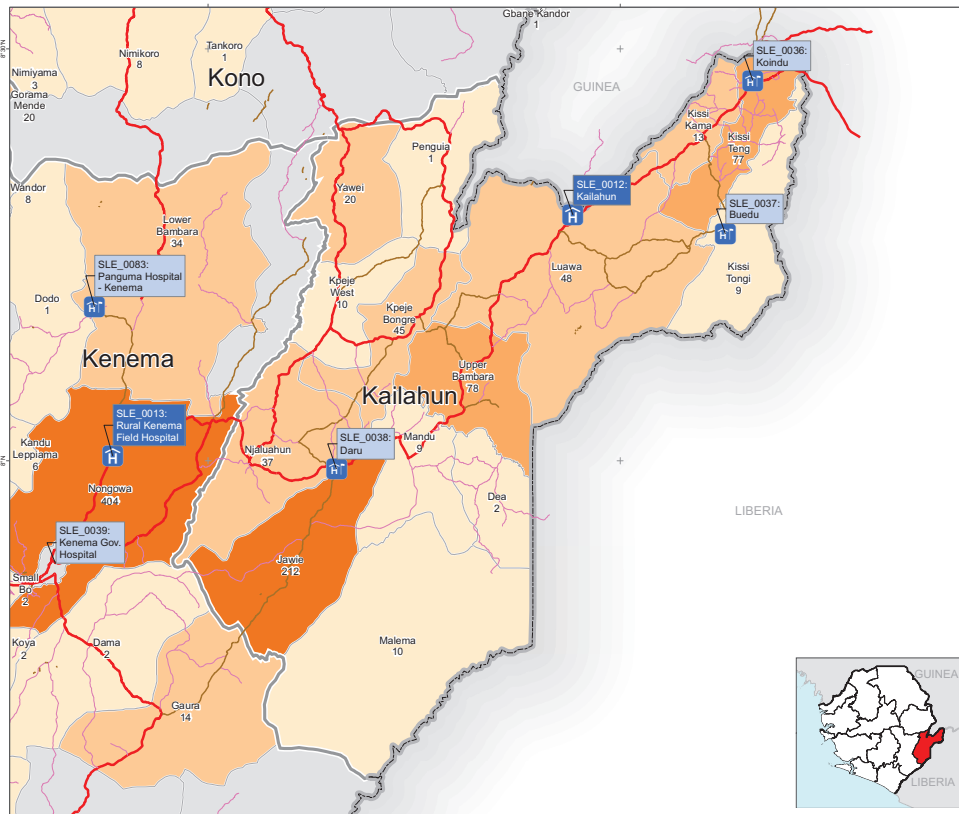 Gbane Kandor
1
Nimikoro
8
Tankoro
1
8°30'N
Nimiyama
3
Kono
Gorama
Mende
20
GUINEA
SLE_0036:
Koindu
Kissi
Kama
13
Kissi
Teng
77
Penguia
1
Yawei
20
Wandor
8
SLE_0012:
Kailahun
SLE_0037:
Buedu
Lower
Bambara
34
SLE_0083:
Panguma Hospital
- Kenema
Luawa
48
Kissi
Tongi
9
Kpeje
West
10
Dodo
1
Kpeje
Bongre
45
Kenema
Upper
Bambara
78
Kailahun
SLE_0013:
Rural Kenema
Field Hospital
H
H
H
H
H
H
H
Kandu
Leppiama
6
Njaluahun
37
SLE_0038:
Daru
Mandu
9
8°N
Nongowa
404
Dea
2
LIBERIA
SLE_0039:
Kenema Gov.
Hospital
Jawie
212
Small
Bo
2
Koya
2
Dama
2
Malema
10
Gaura
14
GUINEA
LIBERIA